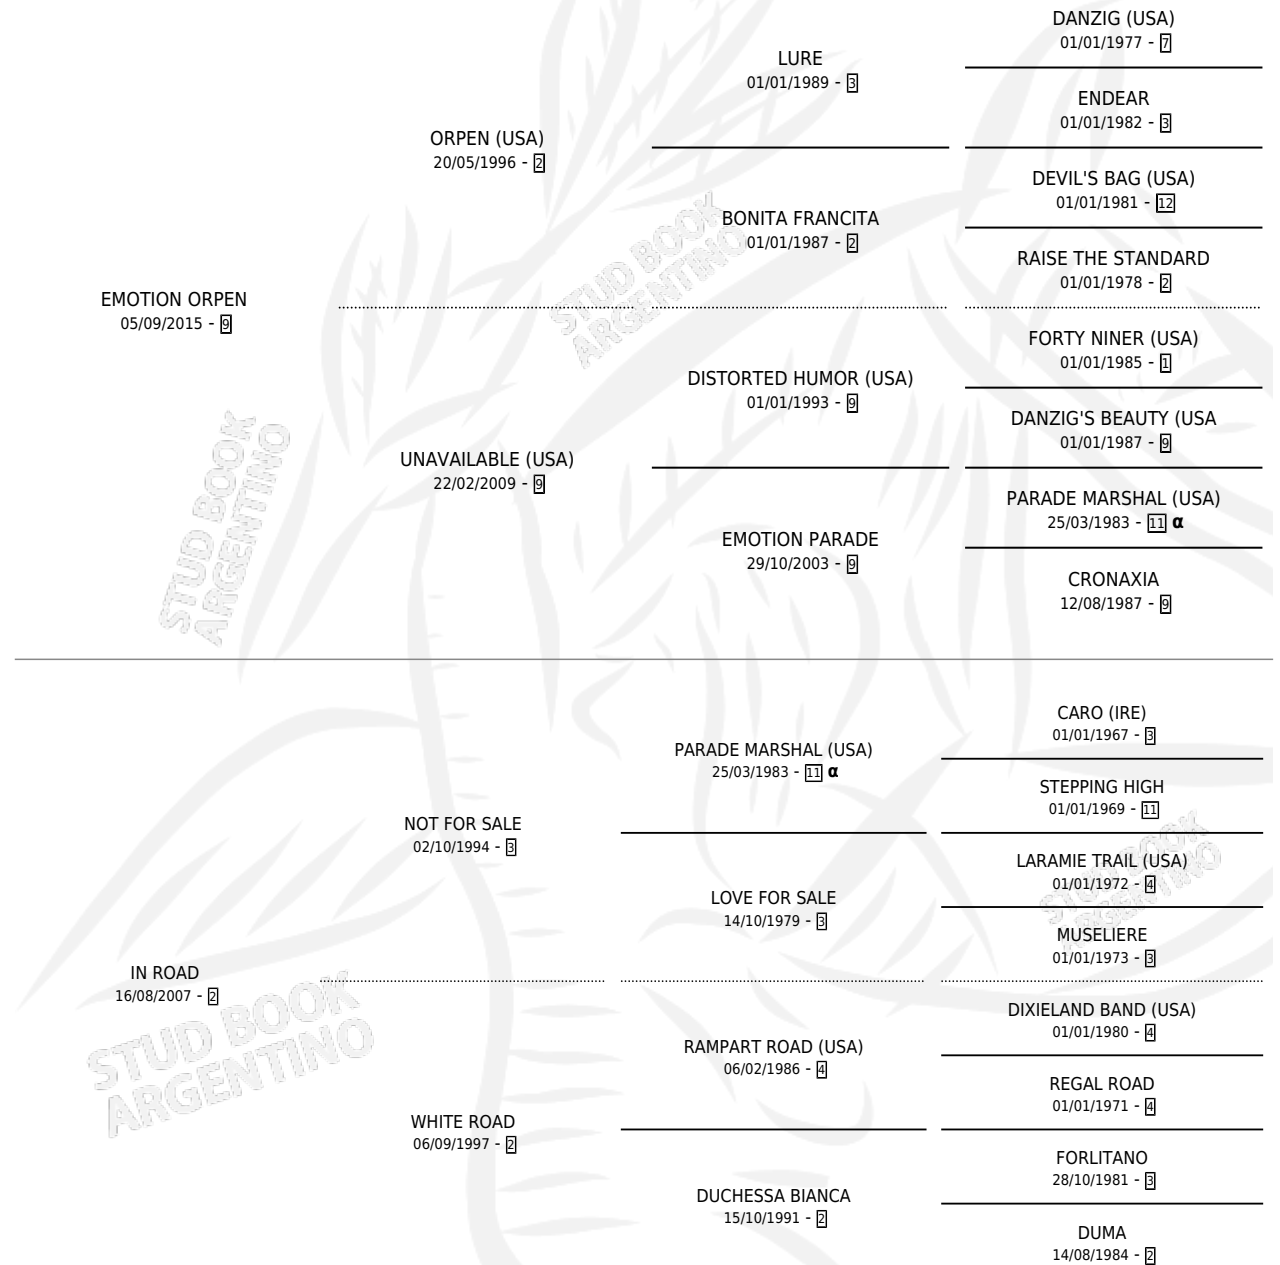 DANZIG (USA)
01/01/1977 - 7
LURE
01/01/1989 - 3
ENDEAR
01/01/1982 - 3
ORPEN (USA)
20/05/1996 - 2
DEVIL'S BAG (USA)
01/01/1981 - 12
BONITA FRANCITA
01/01/1987 - 2
RAISE THE STANDARD
01/01/1978 - 2
EMOTION ORPEN
05/09/2015 - 9
FORTY NINER (USA)
01/01/1985 - 1
DISTORTED HUMOR (USA)
01/01/1993 - 9
DANZIG'S BEAUTY (USA
01/01/1987 - 9
UNAVAILABLE (USA)
22/02/2009 - 9
PARADE MARSHAL (USA)
25/03/1983 - 11 α
EMOTION PARADE
29/10/2003 - 9
CRONAXIA
12/08/1987 - 9
CARO (IRE)
01/01/1967 - 3
PARADE MARSHAL (USA)
25/03/1983 - 11 α
STEPPING HIGH
01/01/1969 - 11
NOT FOR SALE
02/10/1994 - 3
LARAMIE TRAIL (USA)
01/01/1972 - 4
LOVE FOR SALE
14/10/1979 - 3
MUSELIERE
01/01/1973 - 3
IN ROAD
16/08/2007 - 2
DIXIELAND BAND (USA)
01/01/1980 - 4
RAMPART ROAD (USA)
06/02/1986 - 4
REGAL ROAD
01/01/1971 - 4
WHITE ROAD
06/09/1997 - 2
FORLITANO
28/10/1981 - 3
DUCHESSA BIANCA
15/10/1991 - 2
DUMA
14/08/1984 - 2
STUD BOOK
ARGENTINO
STUD BOOK
ARGENTINO
STUD BOOK
ARGENTINO
STUD BOOK
ARGENTINO